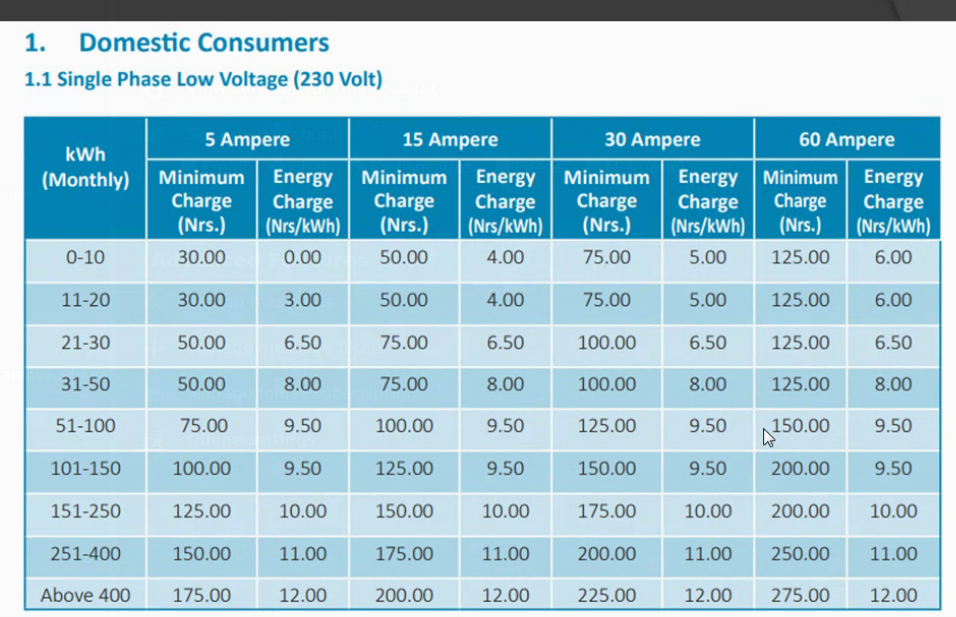 1. Domestic Consumers
1.1 Single Phase Low Voltage (230 Volt)
kWh (Monthly) 5 Ampere 15 Ampere 30 Ampere 60 Ampere
Minimum Charge (Nrs.) Energy Charge (Nrs/kWh) Minimum Charge (Nrs.) Energy Charge (Nrs/kWh) Minimum Charge (Nrs.) Energy Charge (Nrs/kWh) Minimum Charge (Nrs.) Energy Charge (Nrs/kWh)
0-10 30.00 0.00 50.00 4.00 75.00 5.00 125.00 6.00
11-20 30.00 3.00 50.00 4.00 75.00 5.00 125.00 6.00
21-30 50.00 6.50 75.00 6.50 100.00 6.50 125.00 6.50
31-50 50.00 8.00 75.00 8.00 100.00 8.00 125.00 8.00
51-100 75.00 9.50 100.00 9.50 125.00 9.50 150.00 9.50
101-150 100.00 9.50 125.00 9.50 150.00 9.50 200.00 9.50
151-250 125.00 10.00 150.00 10.00 175.00 10.00 200.00 10.00
251-400 150.00 11.00 175.00 11.00 200.00 11.00 250.00 11.00
Above 400 175.00 12.00 200.00 12.00 225.00 12.00 275.00 12.00